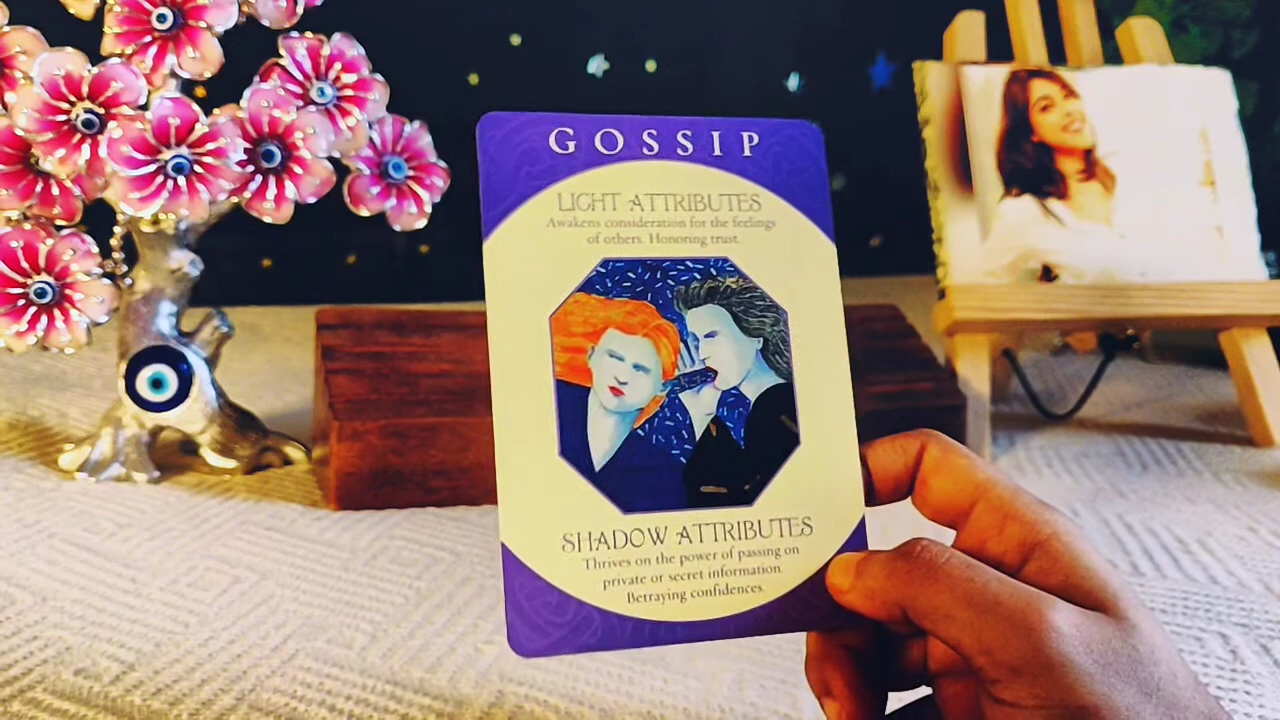 GOSSIP
LIGHT ATTRIBUTES
Awakens consideration for the feelings
of others. Honoring trust.
SHADOW ATTRIBUTES
Thrives on the power of passing on
private or secret information.
Betraying confidences.